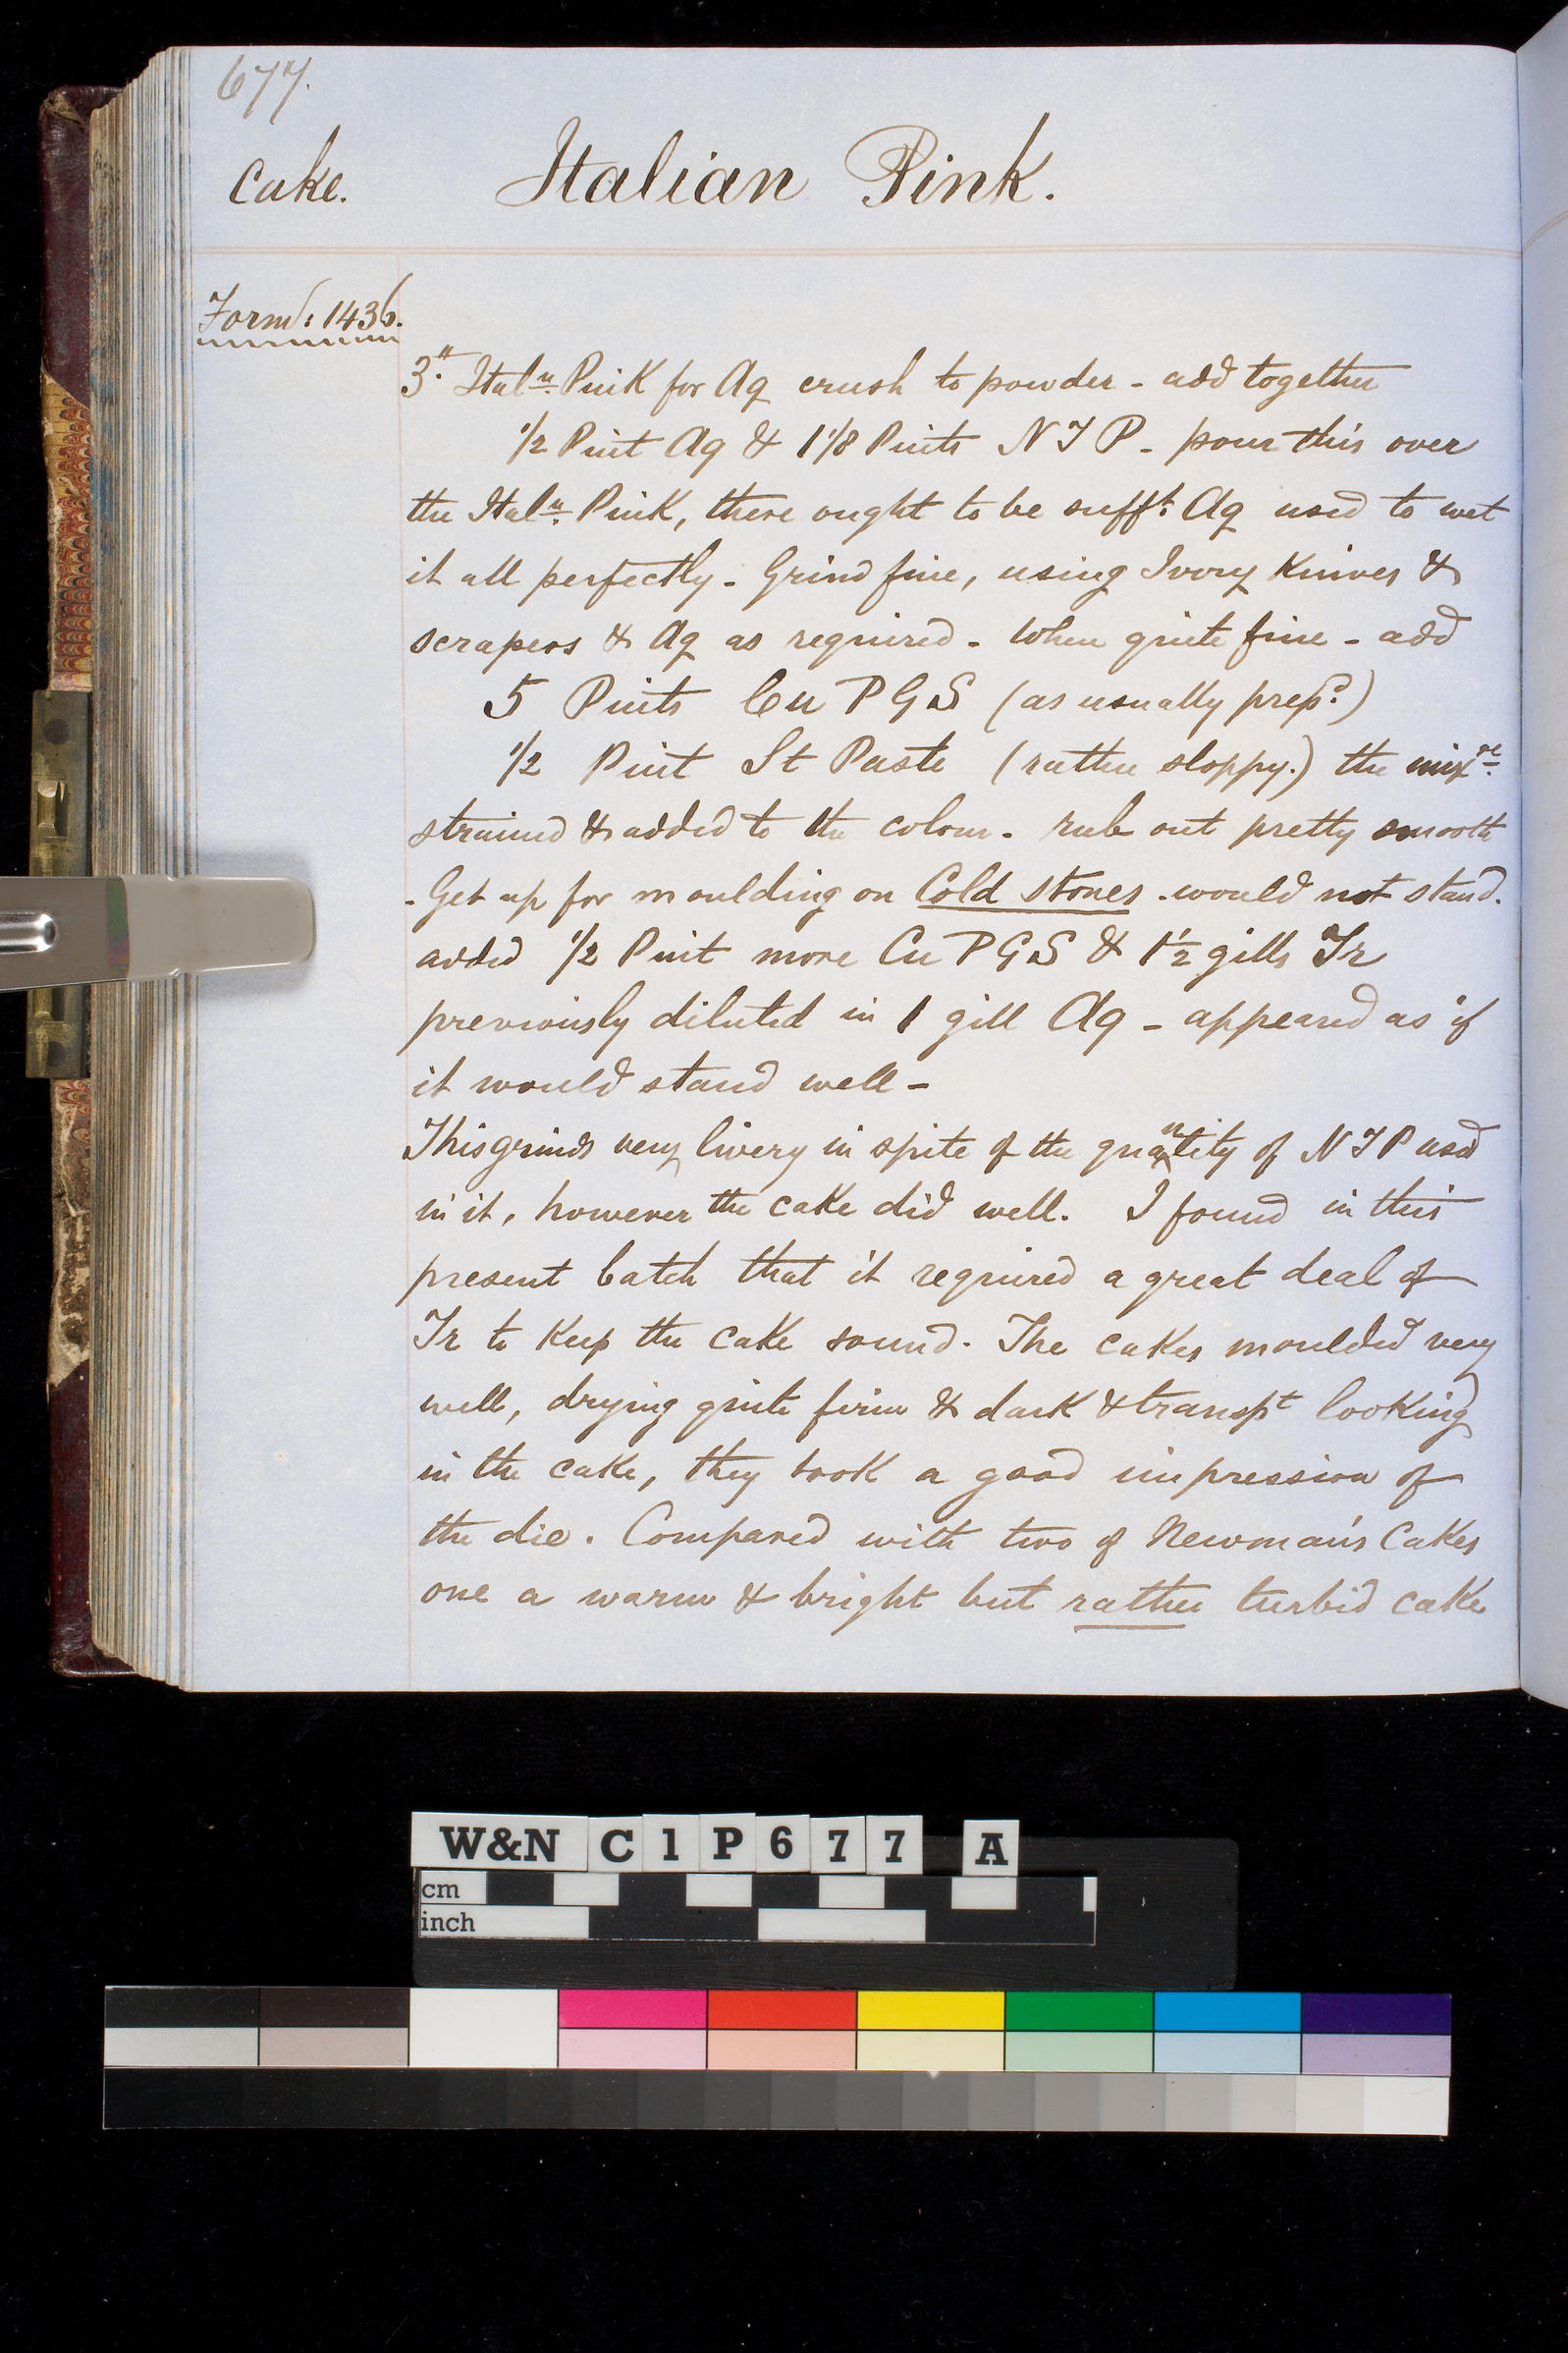 677.
Cake. Italian Pink.
Form: 1436.
3." Italn. Pink for Aq crush to powder - add together
1/2 Pint Aq & 1 1/8 Pints N T P - pour this over
the Italn. Pink, there ought to be sufft. Aq used to wet
it all perfectly - Grind fine, using Ivory Knives &
scrapers & Aq as required - When quite fine - add
5 Pints Cu P G S (as usually prepd.)
1/2 Pint St Paste (rather sloppy.) the mixre.
strained & added to the colour - rub out pretty smooth
- Get up for moulding on Cold stones - would not stand.
added 1/2 Pint more Cu P G S & 1 1/2 gills Tr
previously diluted in 1 gill Aq - appeared as if
it would stand well -
This grinds very livery in spite of the quantity of N T P used
in it, however the cake did well. I found in this
present batch that it required a great deal of
Tr to Keep the cake sound. The cakes moulded very
well, drying quite firm & dark & transpt looking
in the cake, they took a good impression of
the die. Compared with two of Newman's Cakes
one a warm & bright but rather turbid cake
W&N C 1 P 6 7 7 A
cm
inch